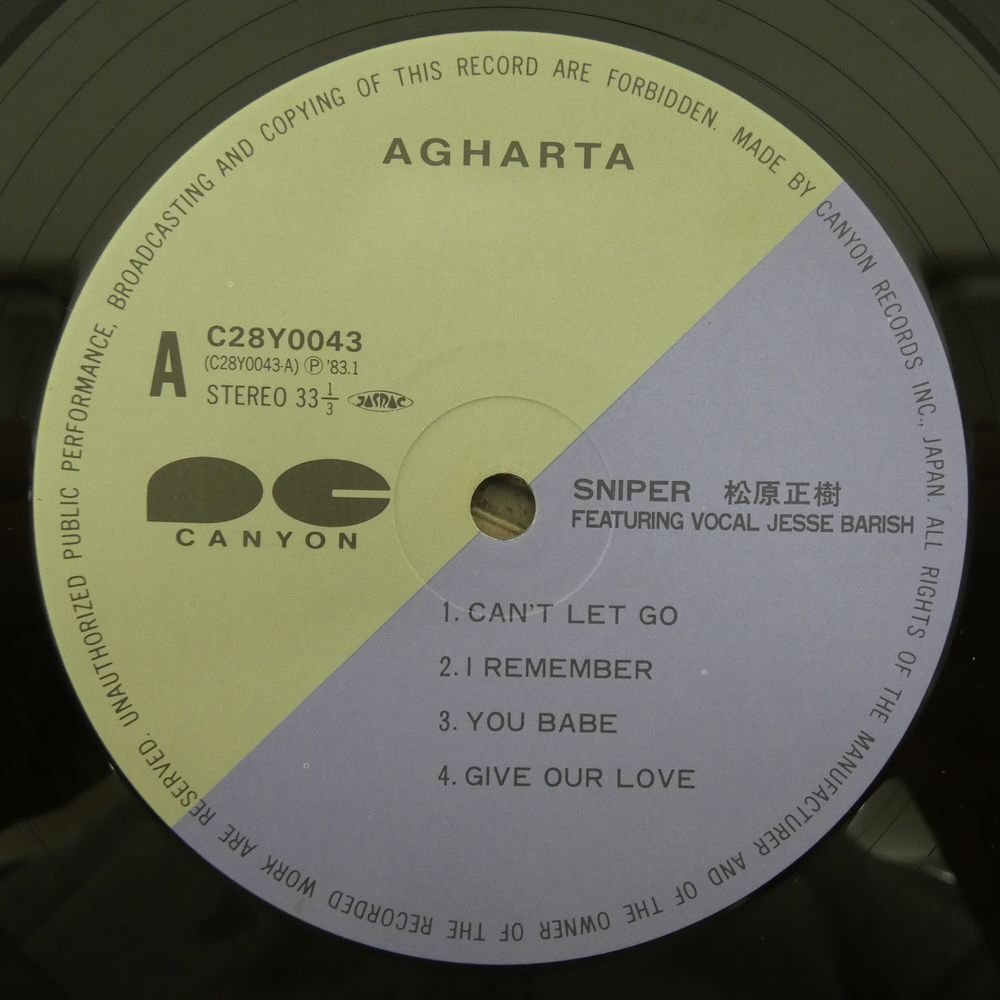 AGHARTA
A
C28Y0043
(C28Y0043-A) Ⓟ '83.1
STEREO 33 1/3 JASRAC
PC
CANYON
SNIPER 松原正樹
FEATURING VOCAL JESSE BARISH
1. CAN'T LET GO
2. I REMEMBER
3. YOU BABE
4. GIVE OUR LOVE
MADE BY CANYON RECORDS INC., JAPAN. ALL RIGHTS OF THE MANUFACTURER AND OF THE OWNER OF THE RECORDED WORK ARE RESERVED. UNAUTHORIZED PUBLIC PERFORMANCE, BROADCASTING AND COPYING OF THIS RECORD ARE FORBIDDEN.